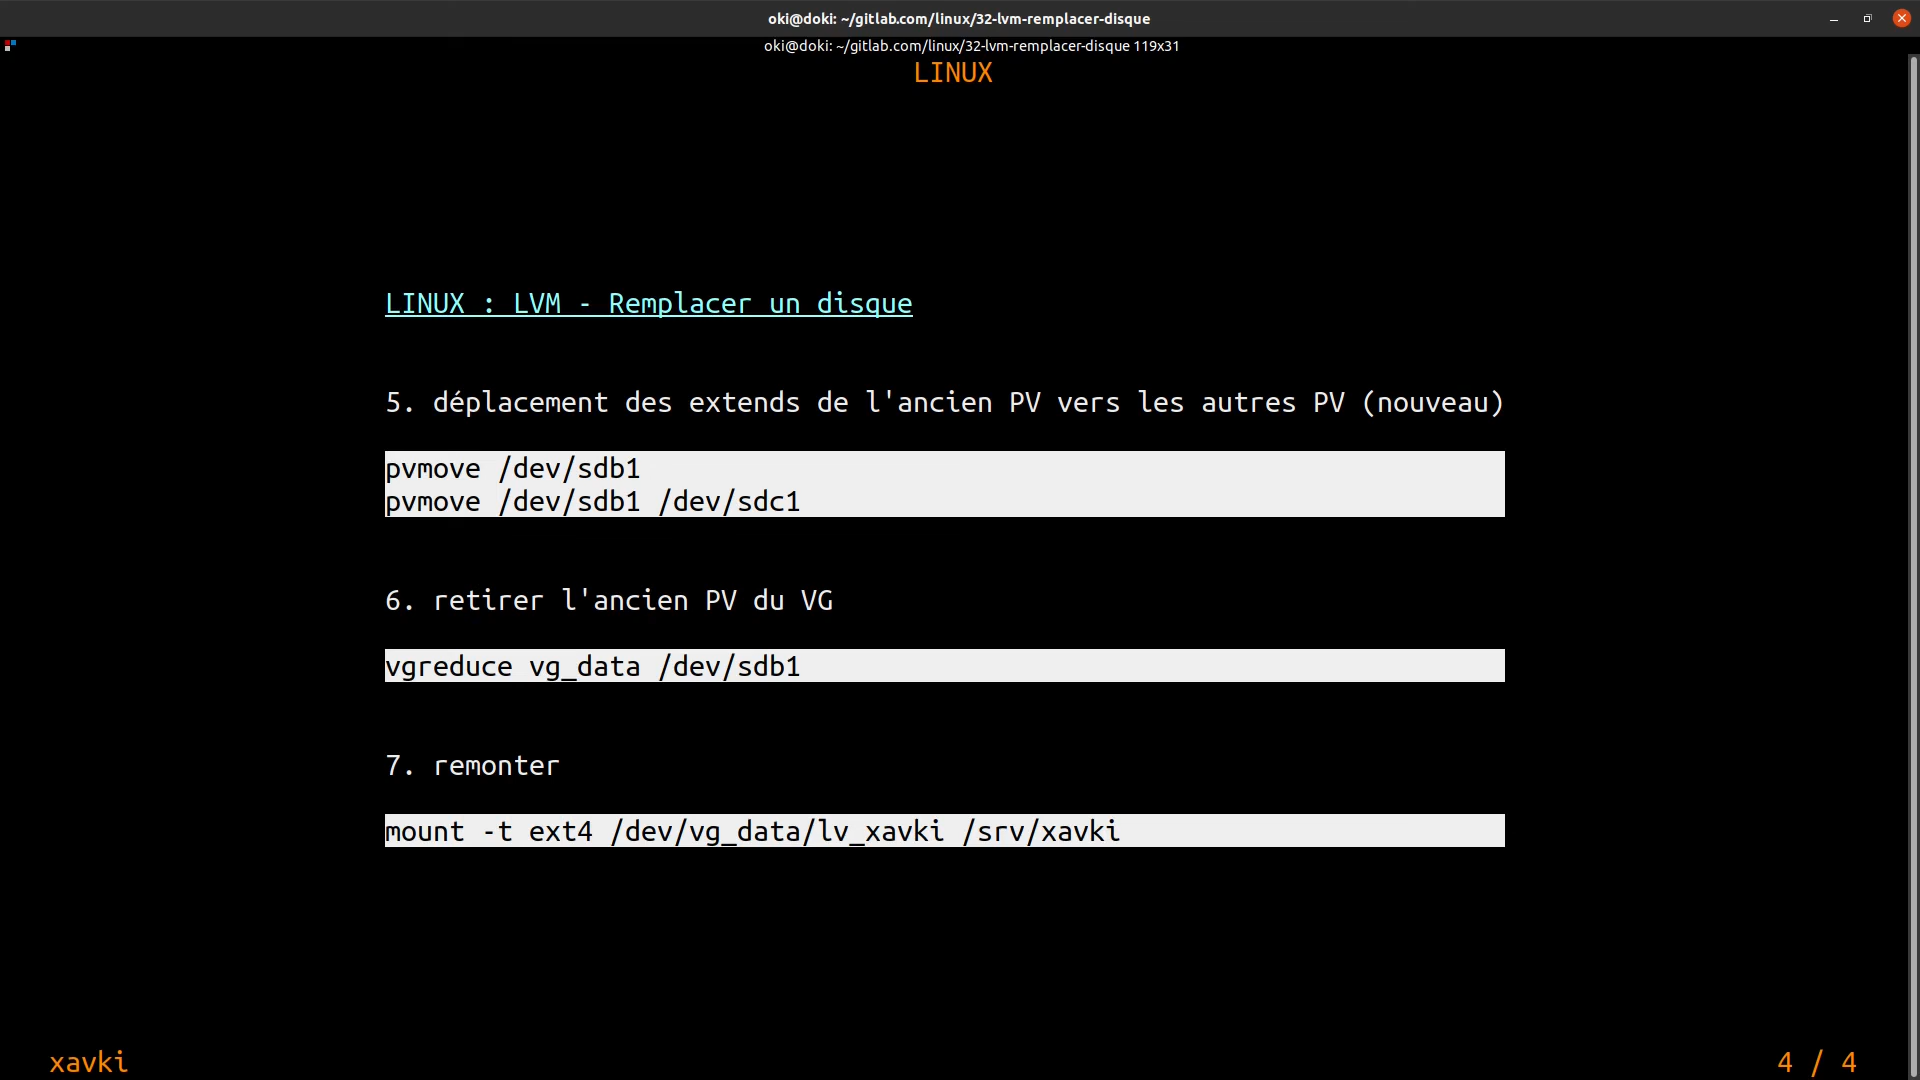 oki@doki: ~/gitlab.com/linux/32-lvm-remplacer-disque
oki@doki: ~/gitlab.com/linux/32-lvm-remplacer-disque 119x31
LINUX
LINUX : LVM - Remplacer un disque
5. déplacement des extends de l'ancien PV vers les autres PV (nouveau)
pvmove /dev/sdb1
pvmove /dev/sdb1 /dev/sdc1
6. retirer l'ancien PV du VG
vgreduce vg_data /dev/sdb1
7. remonter
mount -t ext4 /dev/vg_data/lv_xavki /srv/xavki
xavki
4 / 4